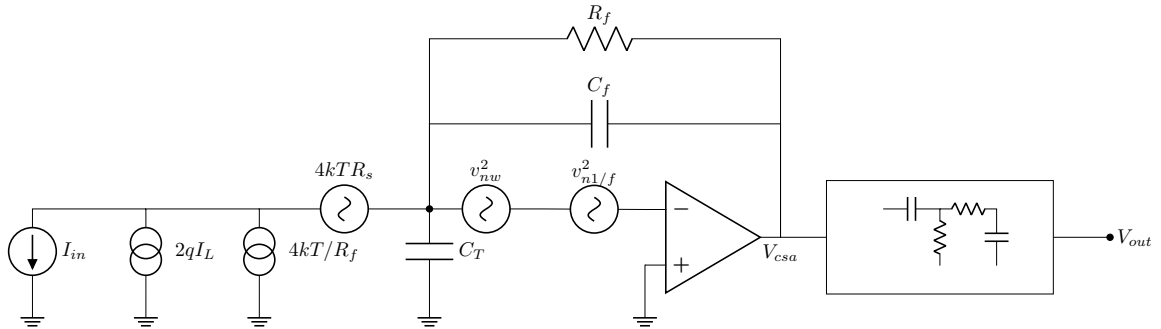 R_f
C_f
4kTR_s
v_{nw}^2
v_{n1/f}^2
I_{in}
2qI_L
4kT/R_f
C_T
−
+
V_{csa}
V_{out}